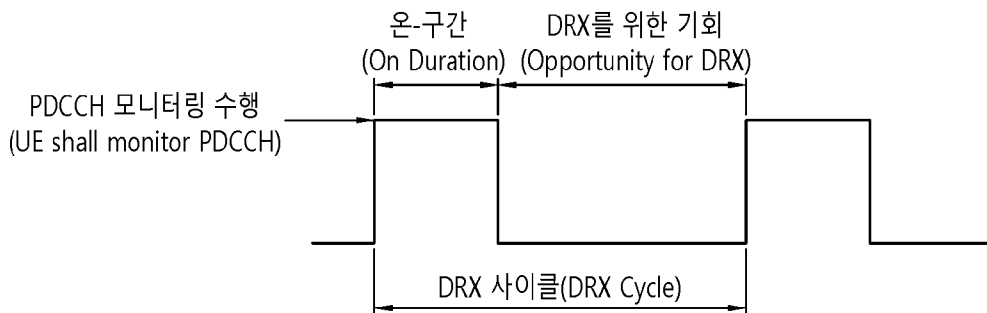 온-구간
(On Duration)
DRX를 위한 기회
(Opportunity for DRX)
PDCCH 모니터링 수행
(UE shall monitor PDCCH)
DRX 사이클(DRX Cycle)